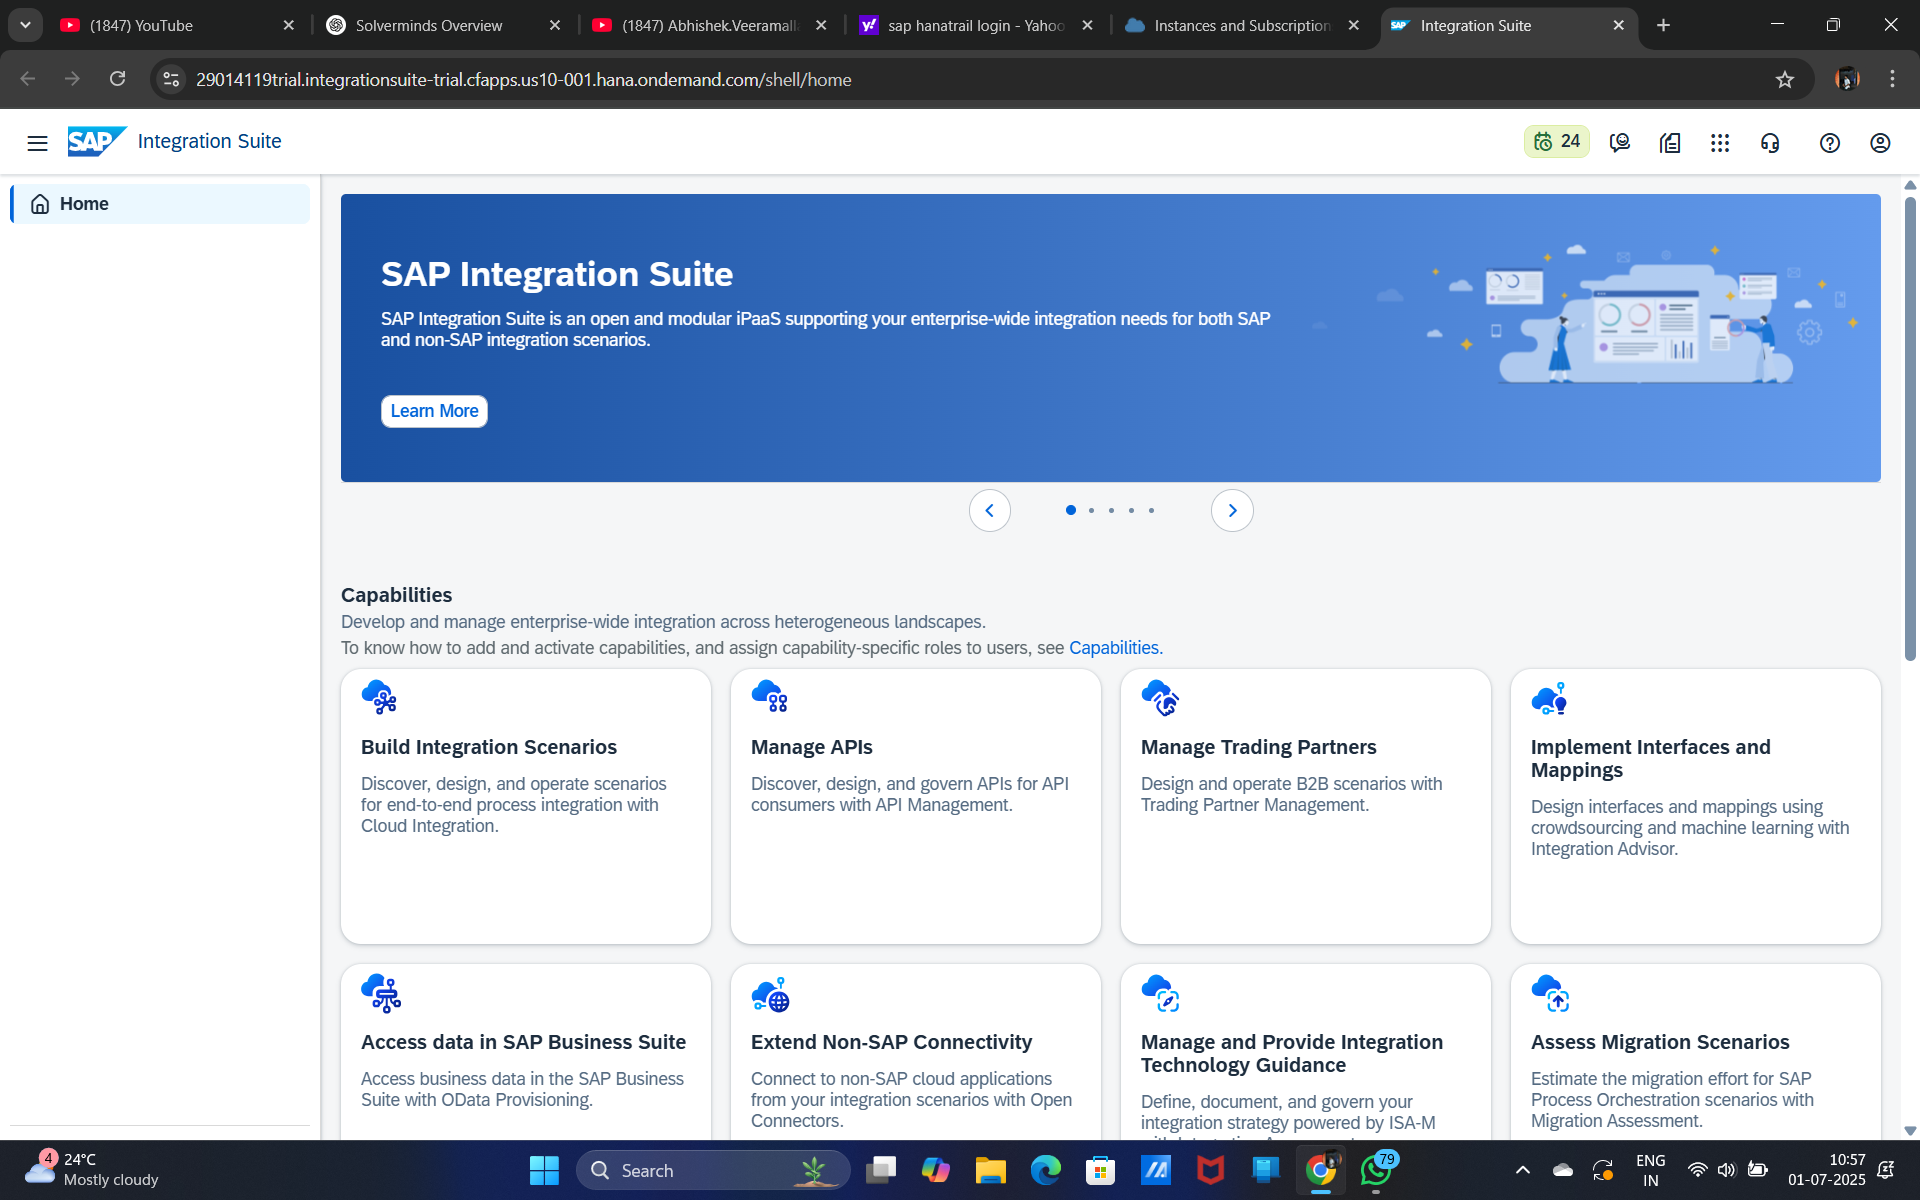 (1847) YouTube
Solverminds Overview
(1847) Abhishek.Veeramalla
sap hanatrail login - Yahoo
Instances and Subscription
Integration Suite
29014119trial.integrationsuite-trial.cfapps.us10-001.hana.ondemand.com/shell/home
SAP Integration Suite
24
Home
SAP Integration Suite
SAP Integration Suite is an open and modular iPaaS supporting your enterprise-wide integration needs for both SAP
and non-SAP integration scenarios.
Learn More
Capabilities
Develop and manage enterprise-wide integration across heterogeneous landscapes.
To know how to add and activate capabilities, and assign capability-specific roles to users, see Capabilities.
Build Integration Scenarios
Discover, design, and operate scenarios
for end-to-end process integration with
Cloud Integration.
Manage APIs
Discover, design, and govern APIs for API
consumers with API Management.
Manage Trading Partners
Design and operate B2B scenarios with
Trading Partner Management.
Implement Interfaces and
Mappings
Design interfaces and mappings using
crowdsourcing and machine learning with
Integration Advisor.
Access data in SAP Business Suite
Access business data in the SAP Business
Suite with OData Provisioning.
Extend Non-SAP Connectivity
Connect to non-SAP cloud applications
from your integration scenarios with Open
Connectors.
Manage and Provide Integration
Technology Guidance
Define, document, and govern your
integration strategy powered by ISA-M
Assess Migration Scenarios
Estimate the migration effort for SAP
Process Orchestration scenarios with
Migration Assessment.
4
24°C
Mostly cloudy
Search
79
ENG
IN
10:57
01-07-2025